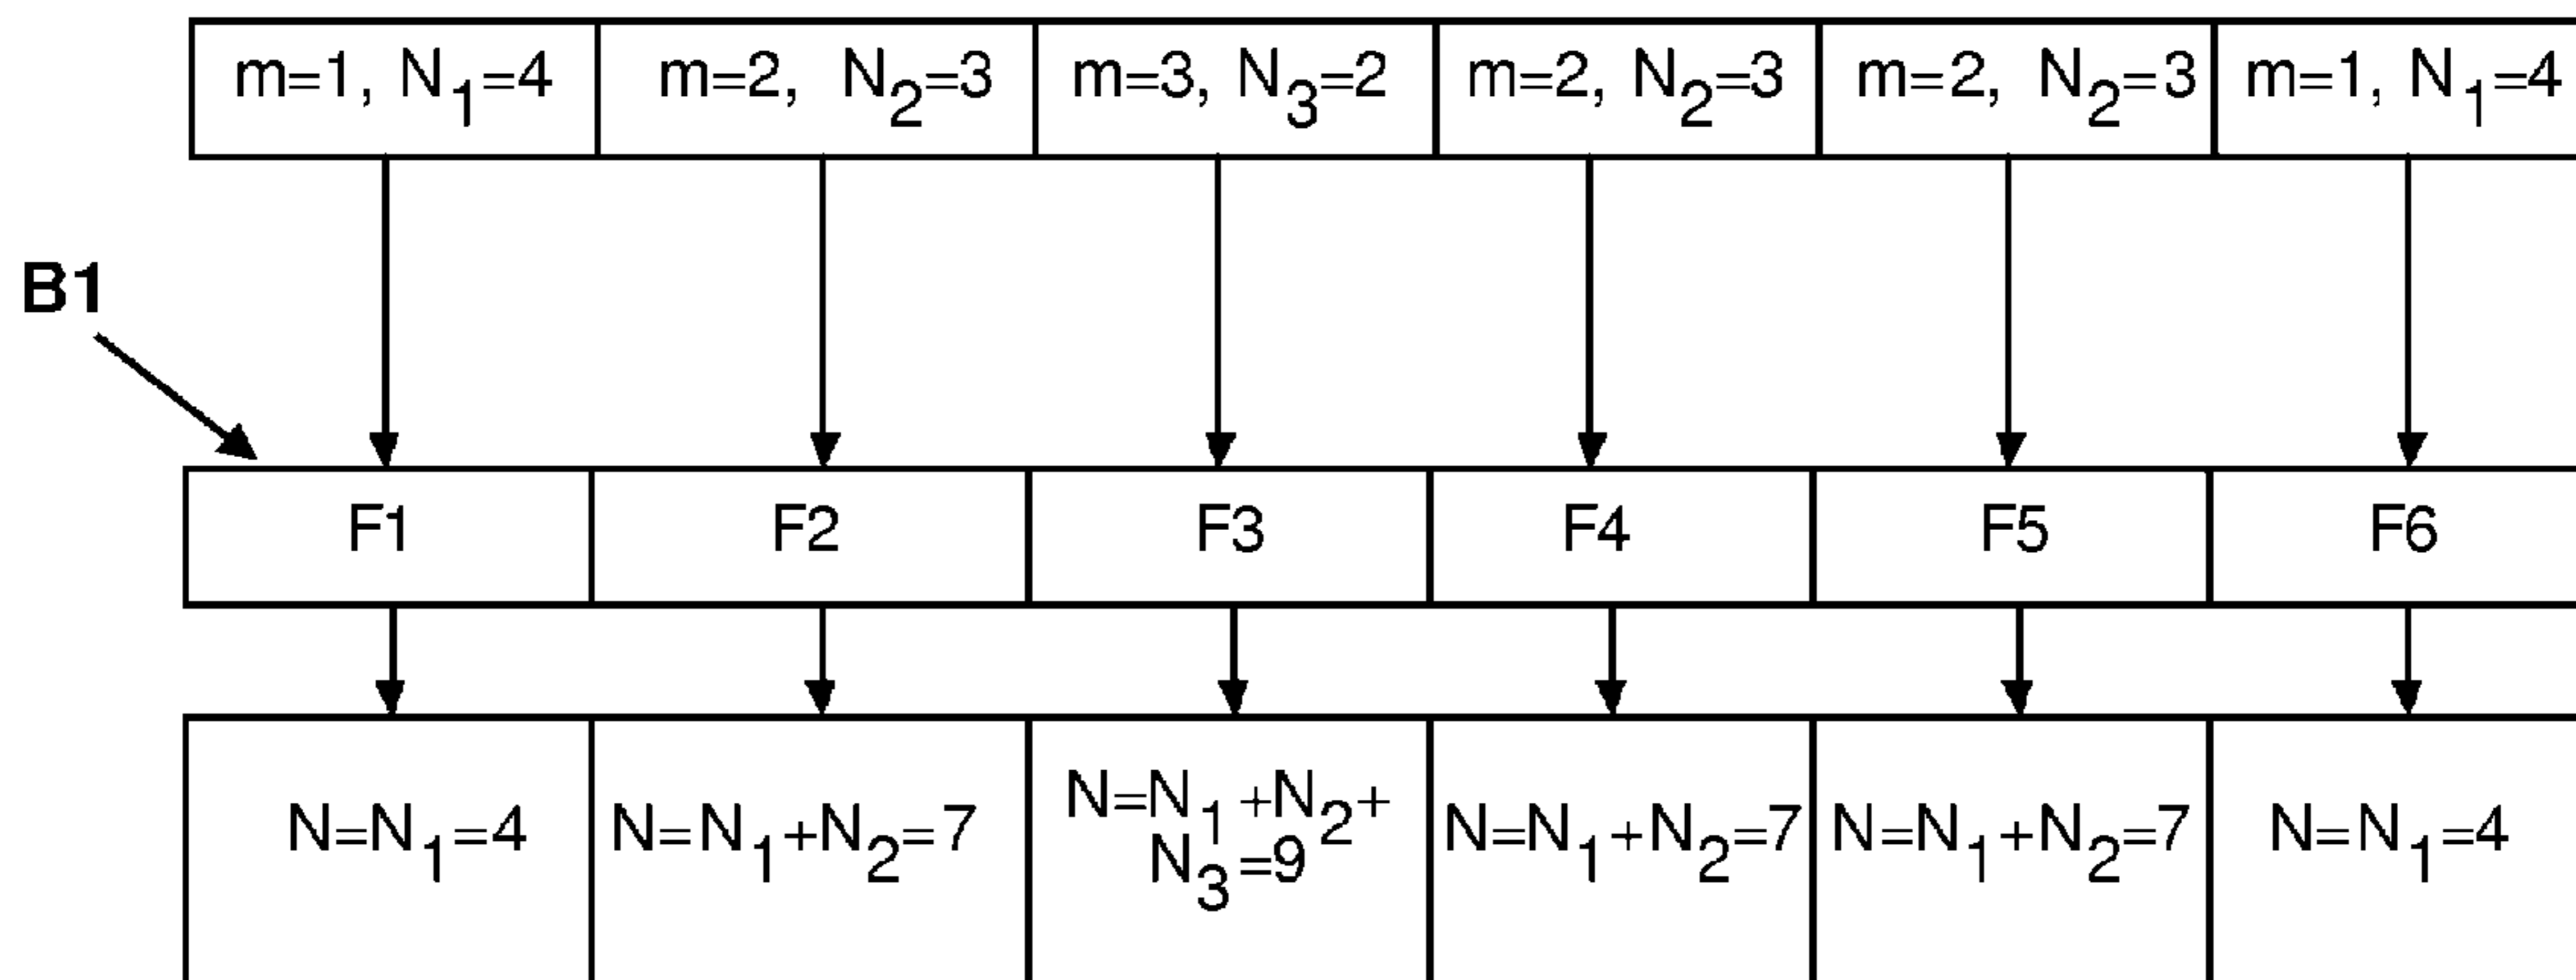 m=1, N₁=4 m=2, N₂=3 m=3, N₃=2 m=2, N₂=3 m=2, N₂=3 m=1, N₁=4
B1
F1 F2 F3 F4 F5 F6
N=N₁=4 N=N₁+N₂=7 N=N₁+N₂+ N=N₁+N₂=7 N=N₁+N₂=7 N=N₁=4
N₃=9